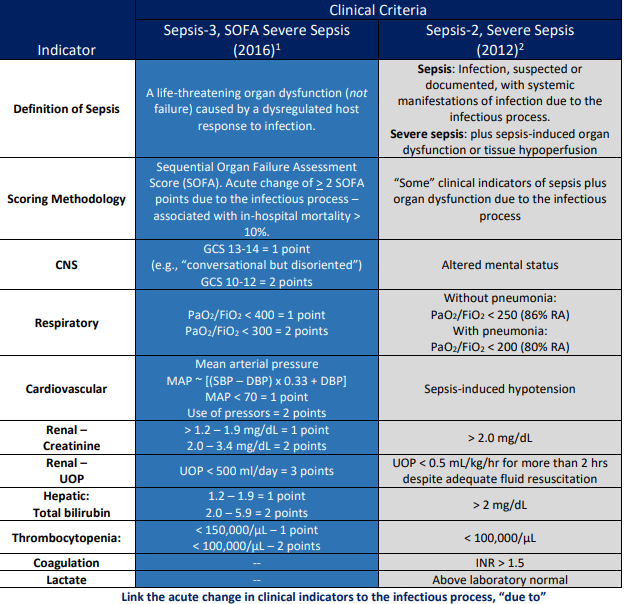 Clinical Criteria
Indicator
Sepsis-3, SOFA Severe Sepsis
(2016)1
Sepsis-2, Severe Sepsis
(2012)2
Definition of Sepsis
A life-threatening organ dysfunction (not
failure) caused by a dysregulated host
response to infection.
Sepsis: Infection, suspected or
documented, with systemic
manifestations of infection due to the
infectious process.
Severe sepsis: plus sepsis-induced organ
dysfunction or tissue hypoperfusion
Scoring Methodology
Sequential Organ Failure Assessment
Score (SOFA). Acute change of > 2 SOFA
points due to the infectious process –
associated with in-hospital mortality >
10%.
“Some” clinical indicators of sepsis plus
organ dysfunction due to the infectious
process
CNS
GCS 13-14 = 1 point
(e.g., “conversational but disoriented”)
GCS 10-12 = 2 points
Altered mental status
Respiratory
PaO2/FiO2 < 400 = 1 point
PaO2/FiO2 < 300 = 2 points
Without pneumonia:
PaO2/FiO2 < 250 (86% RA)
With pneumonia:
PaO2/FiO2 < 200 (80% RA)
Cardiovascular
Mean arterial pressure
MAP ~ [(SBP – DBP) x 0.33 + DBP]
MAP < 70 = 1 point
Use of pressors = 2 points
Sepsis-induced hypotension
Renal –
Creatinine
> 1.2 – 1.9 mg/dL = 1 point
2.0 – 3.4 mg/dL = 2 points
> 2.0 mg/dL
Renal –
UOP
UOP < 500 ml/day = 3 points
UOP < 0.5 mL/kg/hr for more than 2 hrs
despite adequate fluid resuscitation
Hepatic:
Total bilirubin
1.2 – 1.9 = 1 point
2.0 – 5.9 = 2 points
> 2 mg/dL
Thrombocytopenia:
< 150,000/µL – 1 point
< 100,000/µL – 2 points
< 100,000/µL
Coagulation
--
INR > 1.5
Lactate
--
Above laboratory normal
Link the acute change in clinical indicators to the infectious process, “due to”